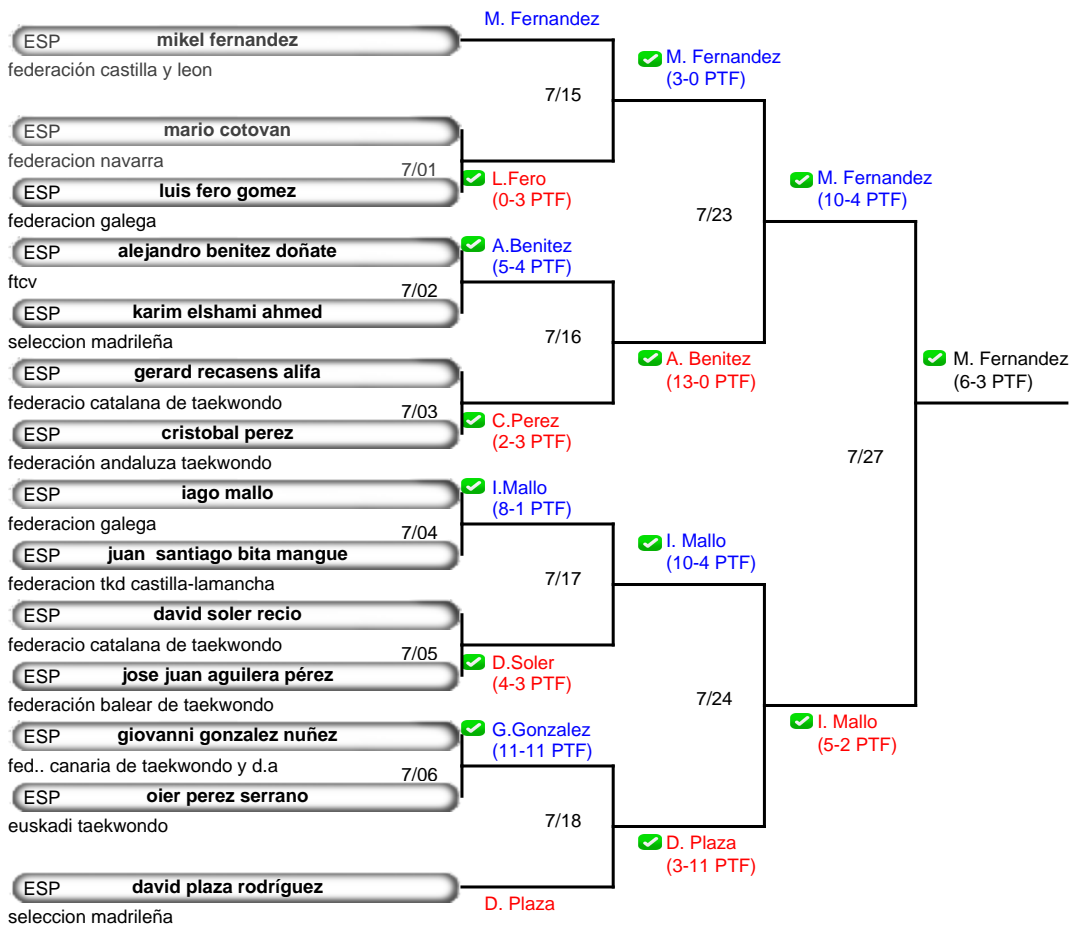 M. Fernandez
ESP mikel fernandez
federación castilla y leon
M. Fernandez
(3-0 PTF)
7/15
ESP mario cotovan
federacion navarra
7/01
ESP luis fero gomez
L.Fero
(0-3 PTF)
federacion galega
M. Fernandez
(10-4 PTF)
7/23
ESP alejandro benitez doñate
A.Benitez
(5-4 PTF)
ftcv
7/02
ESP karim elshami ahmed
seleccion madrileña
7/16
ESP gerard recasens alifa
A. Benitez
(13-0 PTF)
M. Fernandez
(6-3 PTF)
federacio catalana de taekwondo
7/03
ESP cristobal perez
C.Perez
(2-3 PTF)
federación andaluza taekwondo
7/27
ESP iago mallo
I.Mallo
(8-1 PTF)
federacion galega
7/04
ESP juan santiago bita mangue
I. Mallo
(10-4 PTF)
federacion tkd castilla-lamancha
7/17
ESP david soler recio
federacio catalana de taekwondo
7/05
ESP jose juan aguilera pérez
D.Soler
(4-3 PTF)
federación balear de taekwondo
7/24
I. Mallo
(5-2 PTF)
ESP giovanni gonzalez nuñez
G.Gonzalez
(11-11 PTF)
fed.. canaria de taekwondo y d.a
7/06
ESP oier perez serrano
euskadi taekwondo
7/18
D. Plaza
(3-11 PTF)
ESP david plaza rodríguez
D. Plaza
seleccion madrileña